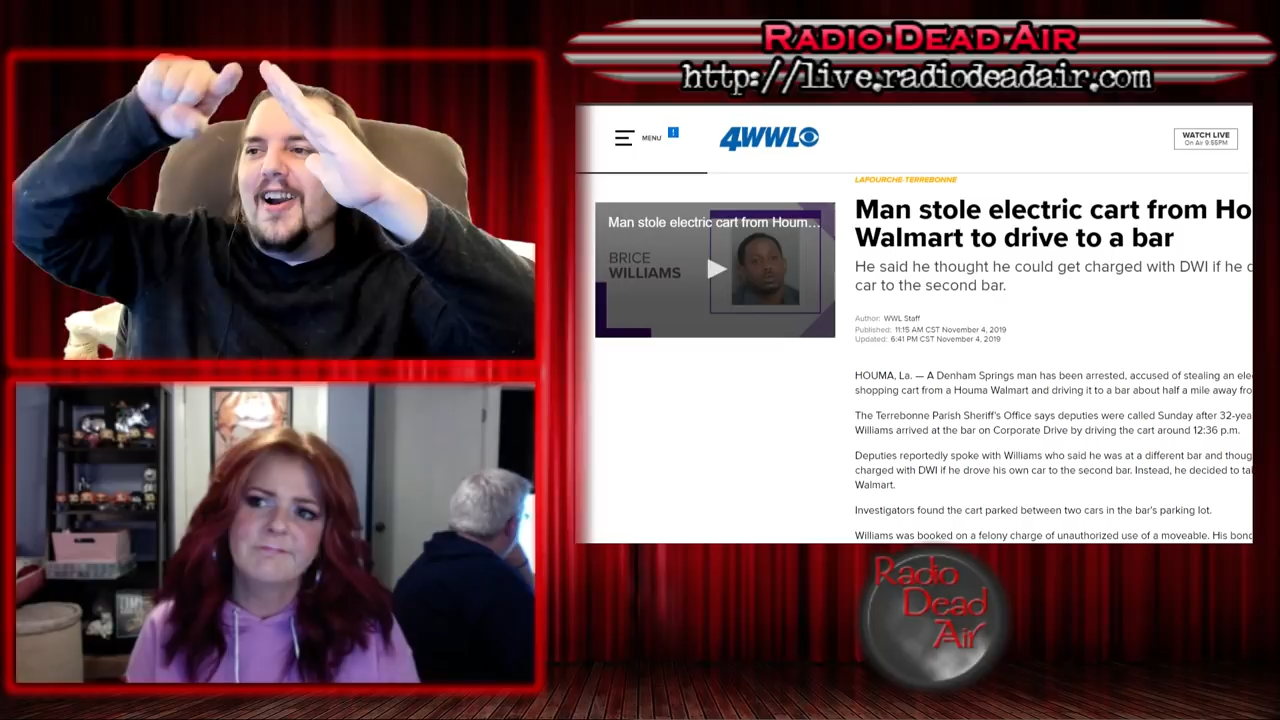 Radio Dead Air
http://live.radiodeadair.com
MENU
!
4WWL
WATCH LIVE
On Air 9:55PM
LAFOURCHE-TERREBONNE
Man stole electric cart from Houm...
BRICE
WILLIAMS
Man stole electric cart from Ho
Walmart to drive to a bar
He said he thought he could get charged with DWI if he
car to the second bar.
Author: WWL Staff
Published: 11:15 AM CST November 4, 2019
Updated: 6:41 PM CST November 4, 2019
HOUMA, La. — A Denham Springs man has been arrested, accused of stealing an ele
shopping cart from a Houma Walmart and driving it to a bar about half a mile away fro
The Terrebonne Parish Sheriff's Office says deputies were called Sunday after 32-yea
Williams arrived at the bar on Corporate Drive by driving the cart around 12:36 p.m.
Deputies reportedly spoke with Williams who said he was at a different bar and thoug
charged with DWI if he drove his own car to the second bar. Instead, he decided to ta
Walmart.
Investigators found the cart parked between two cars in the bar's parking lot.
Williams was booked on a felony charge of unauthorized use of a moveable. His bond
Radio
Dead
Air